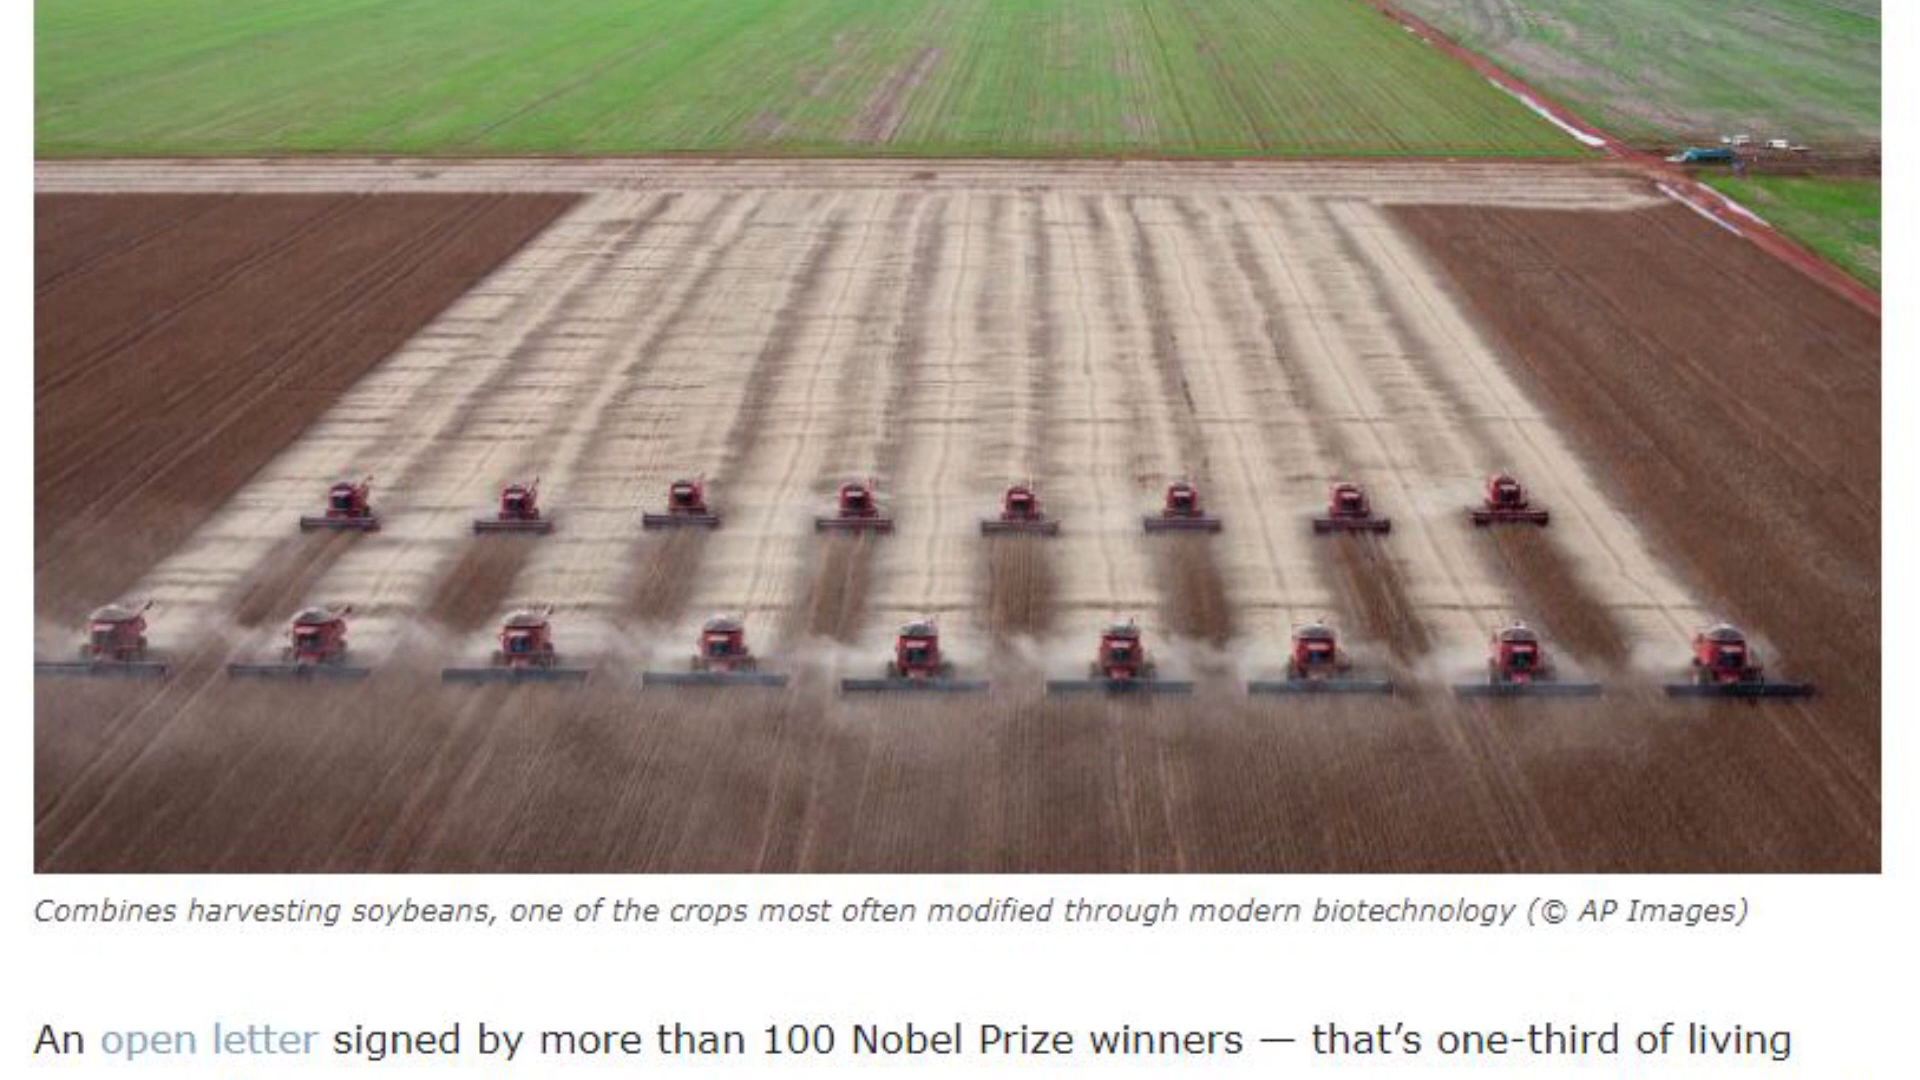 Combines harvesting soybeans, one of the crops most often modified through modern biotechnology (© AP Images)
An open letter signed by more than 100 Nobel Prize winners — that’s one-third of living